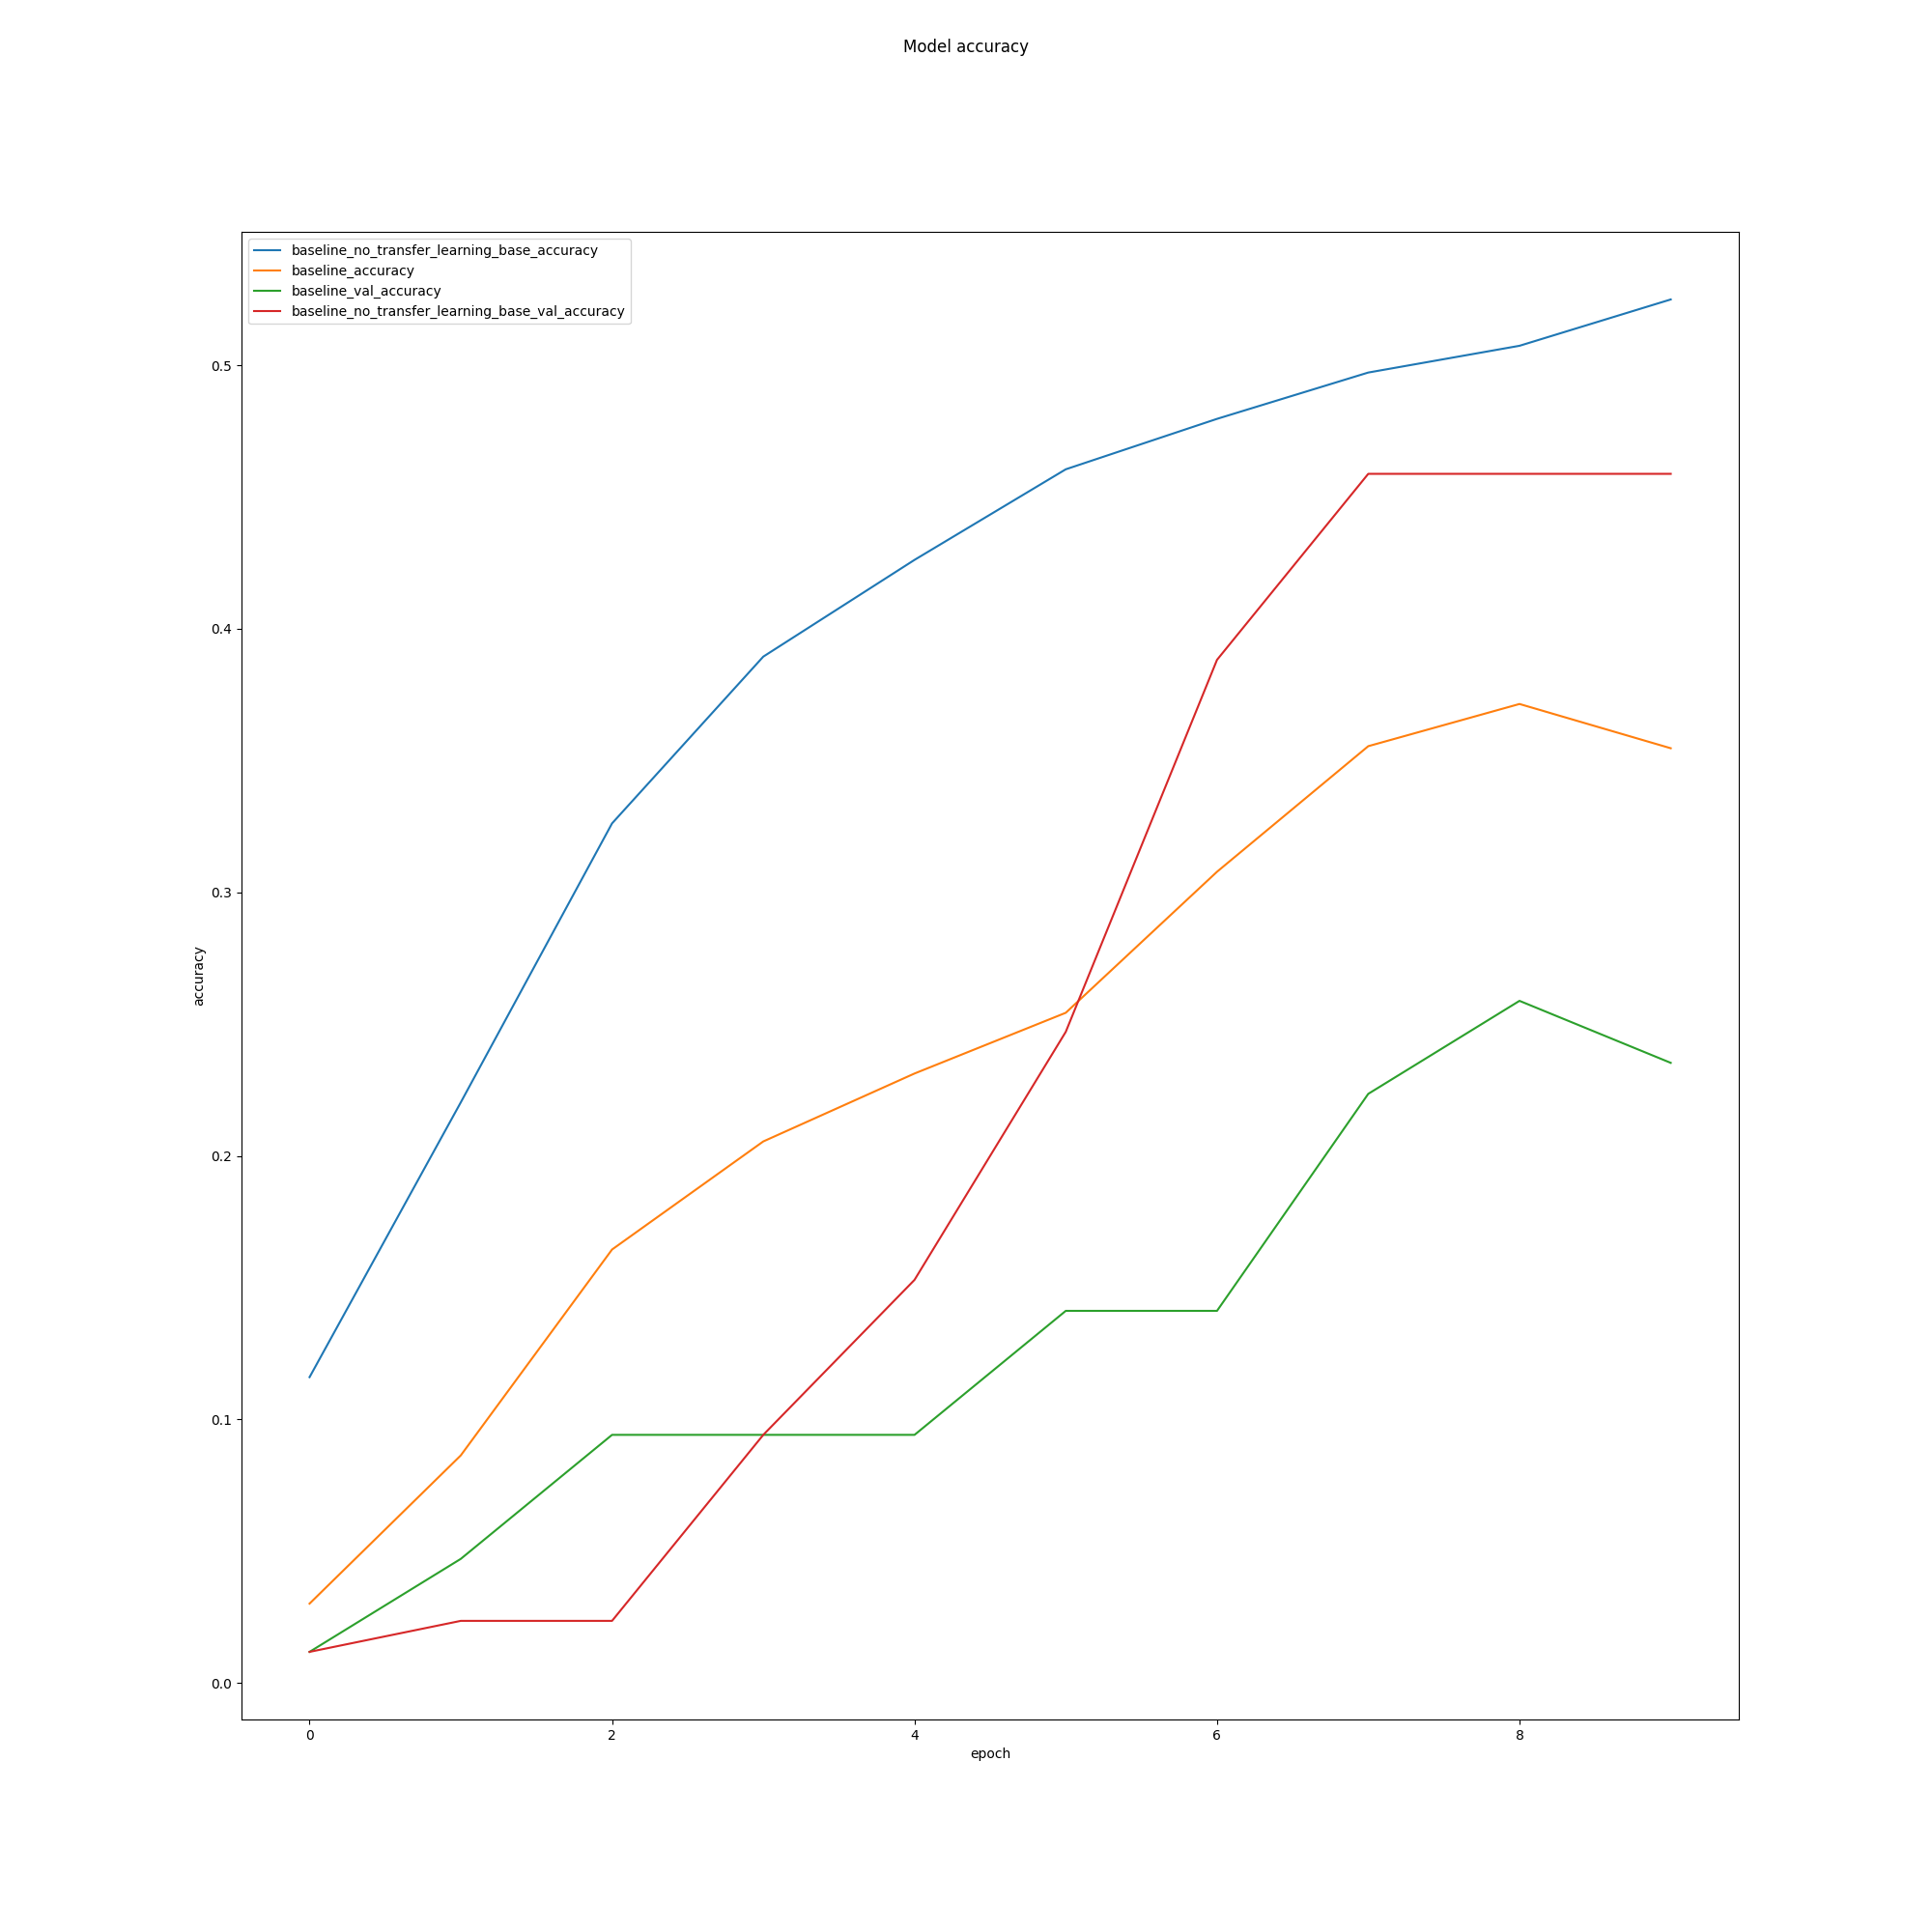 Model accuracy
baseline_no_transfer_learning_base_accuracy
baseline_accuracy
baseline_val_accuracy
baseline_no_transfer_learning_base_val_accuracy
0.5
0.4
0.3
0.2
0.1
0.0
accuracy
0 2 4 6 8
epoch